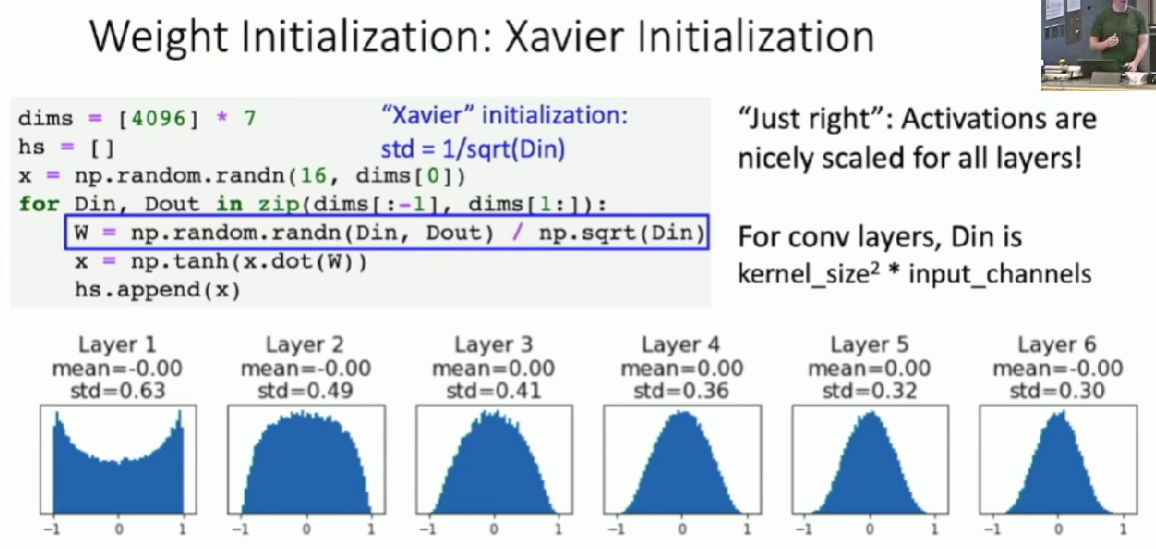 Weight Initialization: Xavier Initialization
dims = [4096] * 7
hs = []
x = np.random.randn(16, dims[0])
for Din, Dout in zip(dims[:-1], dims[1:]):
W = np.random.randn(Din, Dout) / np.sqrt(Din)
x = np.tanh(x.dot(W))
hs.append(x)
“Xavier” initialization:
std = 1/sqrt(Din)
“Just right”: Activations are
nicely scaled for all layers!
For conv layers, Din is
kernel_size² * input_channels
Layer 1
mean=-0.00
std=0.63
-1 0 1
Layer 2
mean=-0.00
std=0.49
-1 0 1
Layer 3
mean=0.00
std=0.41
-1 0 1
Layer 4
mean=0.00
std=0.36
-1 0 1
Layer 5
mean=0.00
std=0.32
-1 0 1
Layer 6
mean=-0.00
std=0.30
-1 0 1